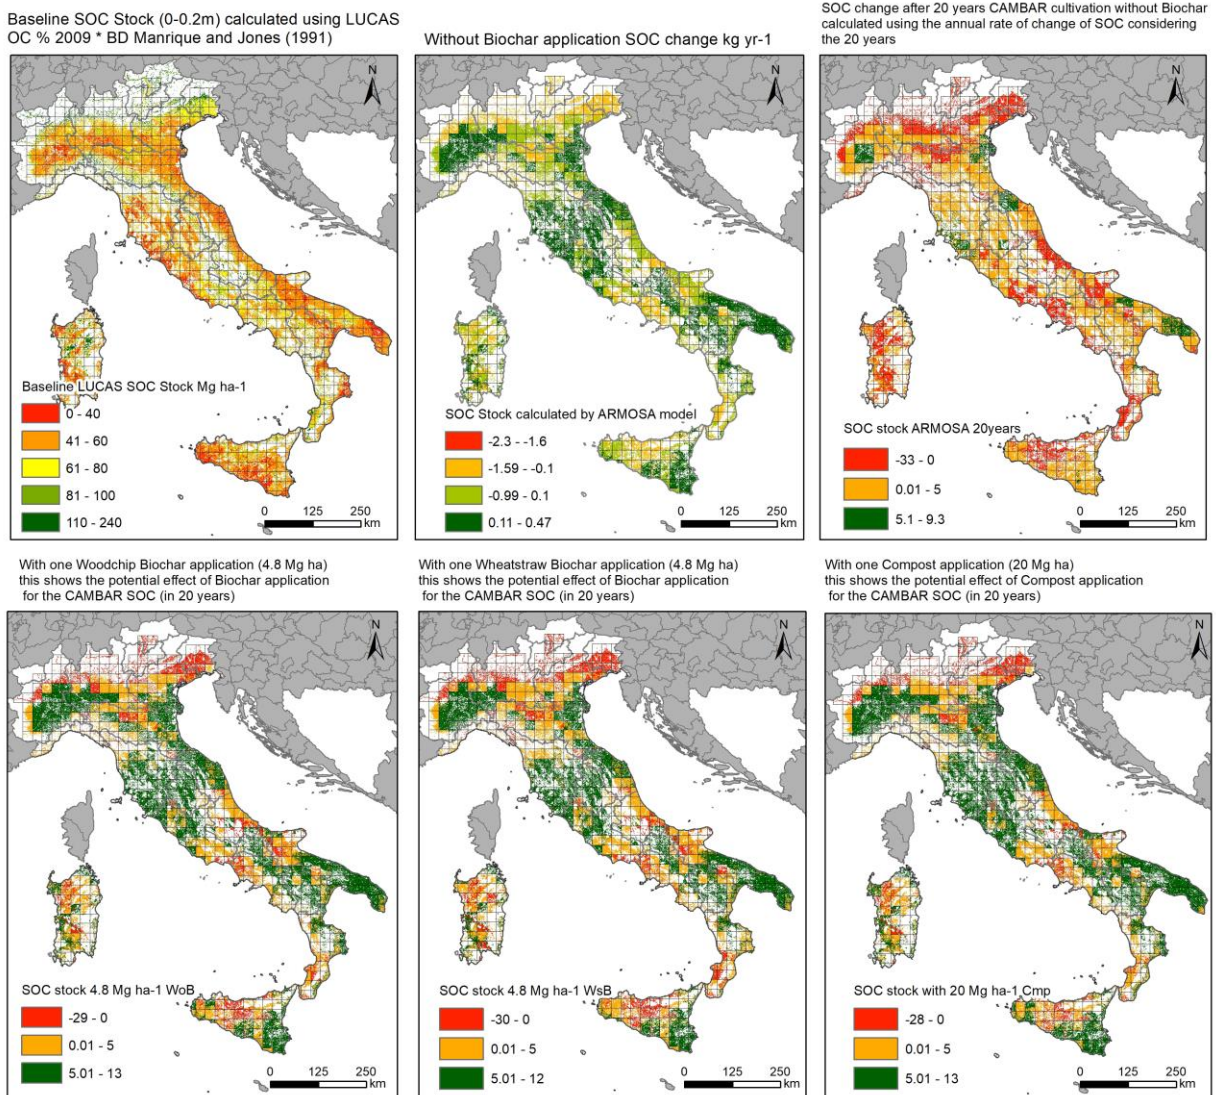 Baseline SOC Stock (0-0.2m) calculated using LUCAS
OC % 2009 * BD Manrique and Jones (1991)
N
Baseline LUCAS SOC Stock Mg ha-1
0 - 40
41 - 60
61 - 80
81 - 100
110 - 240
0 125 250
km
Without Biochar application SOC change kg yr-1
N
SOC Stock calculated by ARMOSA model
-2.3 - -1.6
-1.59 - -0.1
-0.99 - 0.1
0.11 - 0.47
0 125 250
km
SOC change after 20 years CAMBAR cultivation without Biochar
calculated using the annual rate of change of SOC considering
the 20 years
N
SOC stock ARMOSA 20years
-33 - 0
0.01 - 5
5.1 - 9.3
0 125 250
km
With one Woodchip Biochar application (4.8 Mg ha)
this shows the potential effect of Biochar application
for the CAMBAR SOC (in 20 years)
N
SOC stock 4.8 Mg ha-1 WoB
-29 - 0
0.01 - 5
5.01 - 13
0 125 250
km
With one Wheatstraw Biochar application (4.8 Mg ha)
this shows the potential effect of Biochar application
for the CAMBAR SOC (in 20 years)
N
SOC stock 4.8 Mg ha-1 WsB
-30 - 0
0.01 - 5
5.01 - 12
0 125 250
km
With one Compost application (20 Mg ha)
this shows the potential effect of Compost application
for the CAMBAR SOC (in 20 years)
N
SOC stock with 20 Mg ha-1 Cmp
-28 - 0
0.01 - 5
5.01 - 13
0 125 250
km